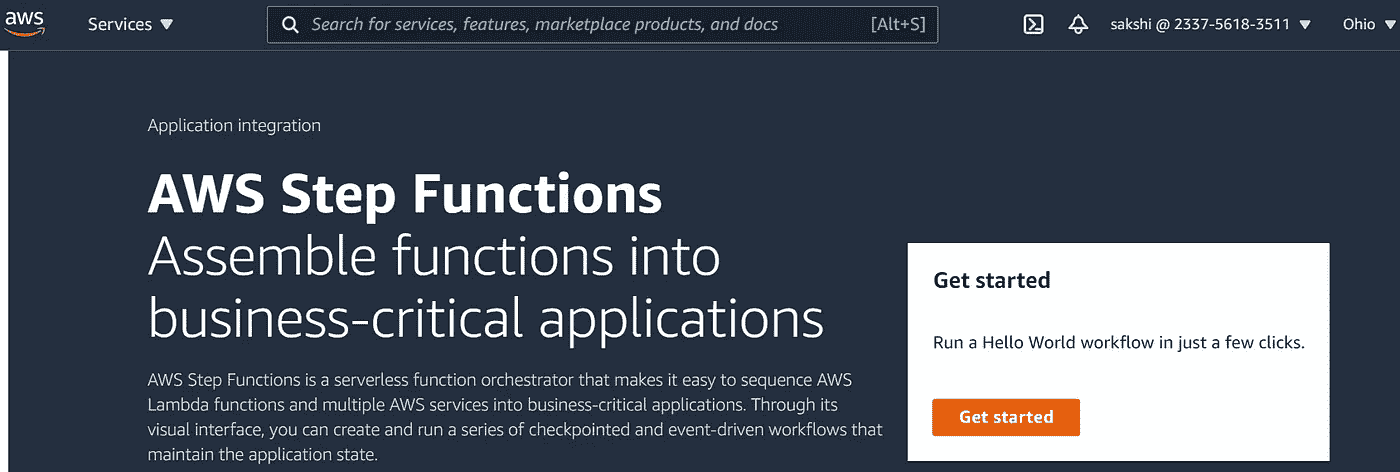 aws
Services
Search for services, features, marketplace products, and docs
[Alt+S]
sakshi @ 2337-5618-3511
Ohio
Application integration
AWS Step Functions
Assemble functions into
business-critical applications
AWS Step Functions is a serverless function orchestrator that makes it easy to sequence AWS
Lambda functions and multiple AWS services into business-critical applications. Through its
visual interface, you can create and run a series of checkpointed and event-driven workflows that
maintain the application state.
Get started
Run a Hello World workflow in just a few clicks.
Get started